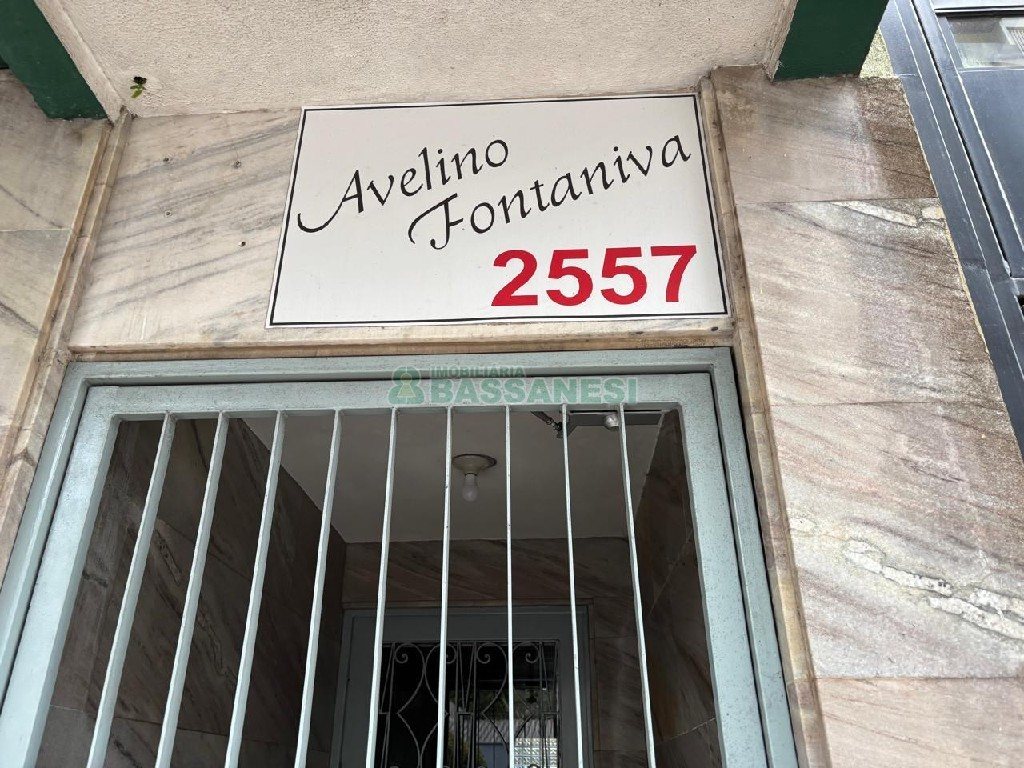 Avelino
Fontaniva
2557
IMOBILIÁRIA
BASSANESI